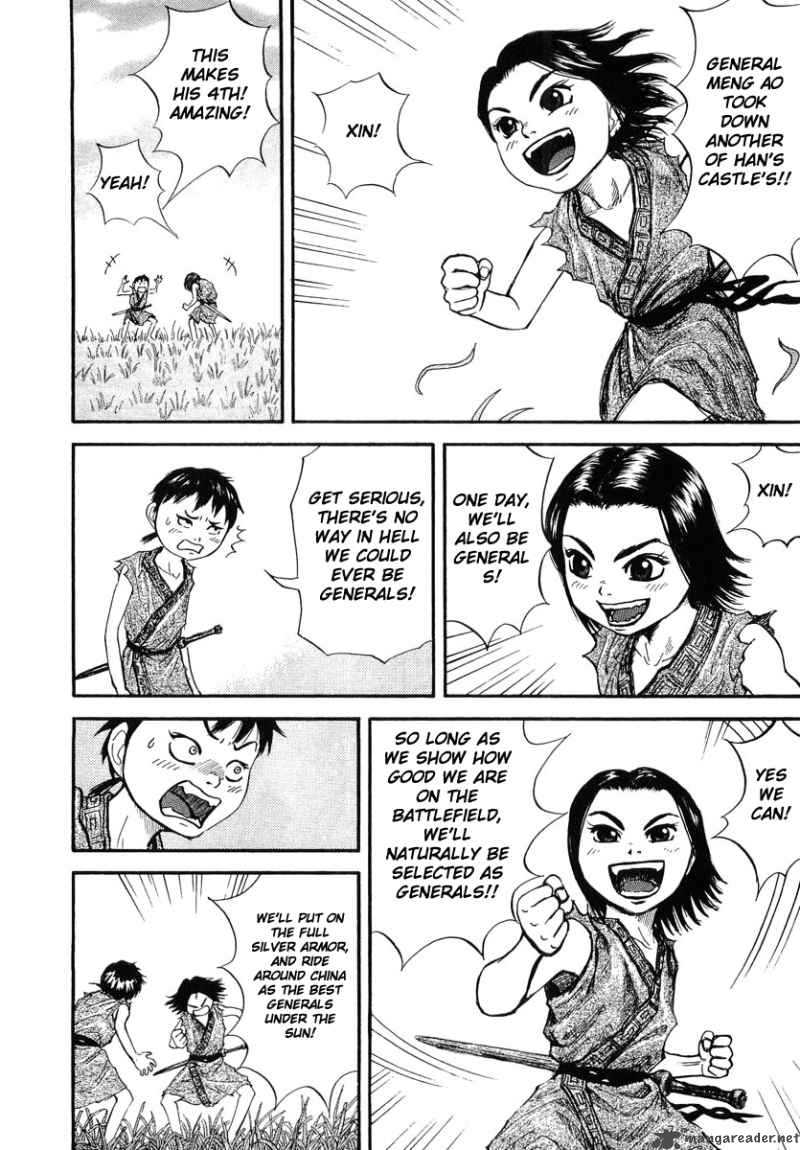 GENERAL
MENG AO
TOOK
DOWN
ANOTHER
OF HAN'S
CASTLE'S!!
XIN!
THIS
MAKES
HIS 4TH!
AMAZING!
YEAH!
XIN!
ONE DAY,
WE'LL
ALSO BE
GENERAL
S!
GET SERIOUS,
THERE'S NO
WAY IN HELL
WE COULD
EVER BE
GENERALS!
YES
WE
CAN!
SO LONG AS
WE SHOW HOW
GOOD WE ARE
ON THE
BATTLEFIELD,
WE'LL
NATURALLY BE
SELECTED AS
GENERALS!!
WE'LL PUT ON
THE FULL
SILVER ARMOR,
AND RIDE
AROUND CHINA
AS THE BEST
GENERALS
UNDER THE
SUN!
mangareader.net